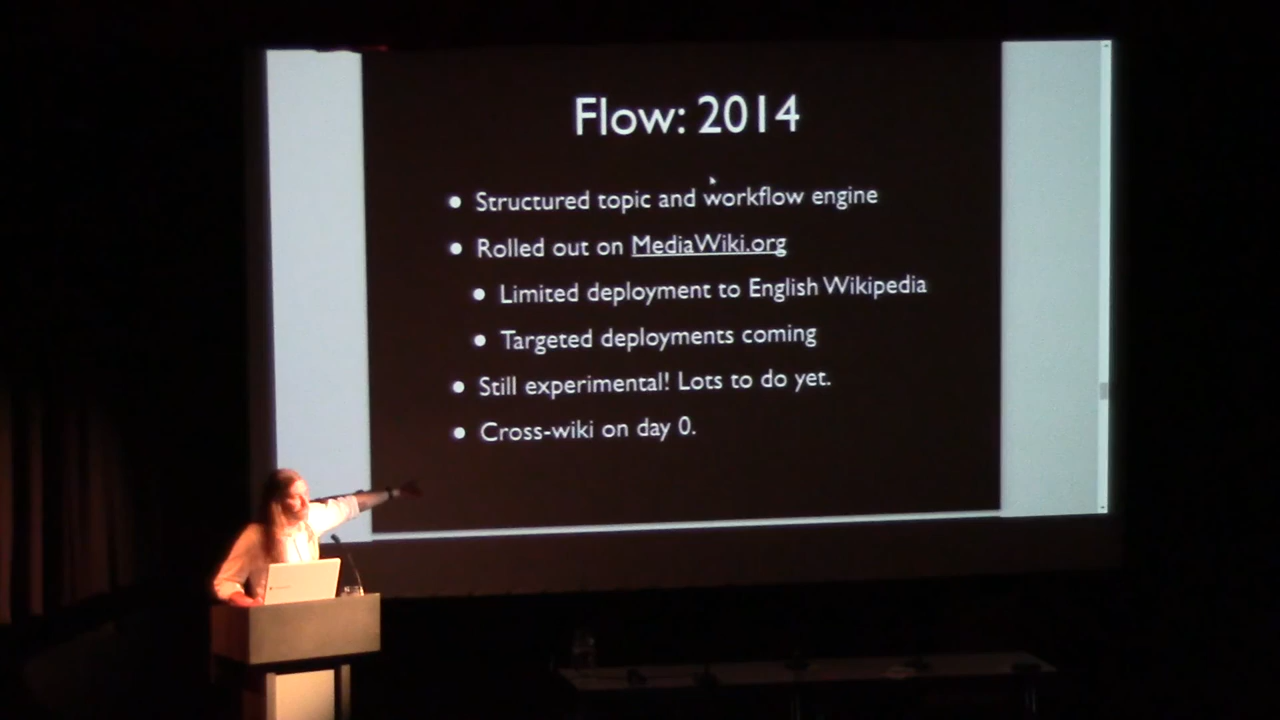 Flow: 2014
Structured topic and workflow engine
Rolled out on MediaWiki.org
Limited deployment to English Wikipedia
Targeted deployments coming
Still experimental! Lots to do yet.
Cross-wiki on day 0.